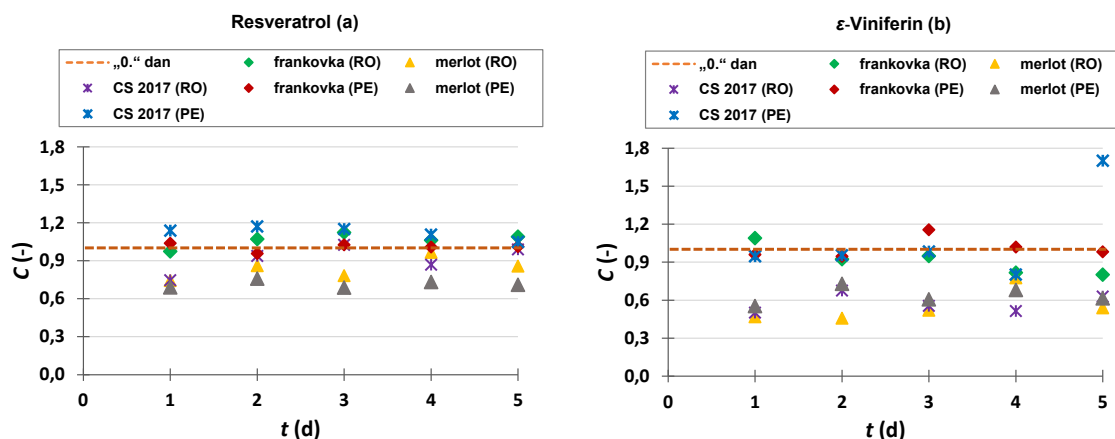 Resveratrol (a)
„0.“ dan
frankovka (RO)
merlot (RO)
CS 2017 (RO)
frankovka (PE)
merlot (PE)
CS 2017 (PE)
1,8
1,5
1,2
0,9
0,6
0,3
0,0
C (-)
0 1 2 3 4 5
t (d)
ε-Viniferin (b)
„0.“ dan
frankovka (RO)
merlot (RO)
CS 2017 (RO)
frankovka (PE)
merlot (PE)
CS 2017 (PE)
1,8
1,5
1,2
0,9
0,6
0,3
0,0
C (-)
0 1 2 3 4 5
t (d)